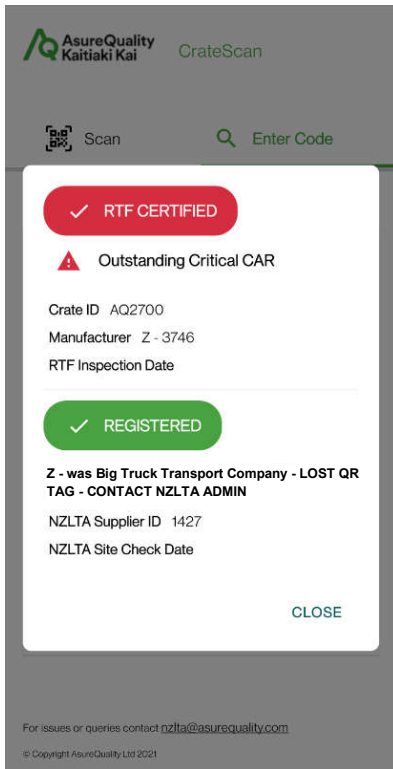 AsureQuality
Kaitiaki Kai
CrateScan
Scan
Enter Code
RTF CERTIFIED
Outstanding Critical CAR
Crate ID AQ2700
Manufacturer Z - 3746
RTF Inspection Date
REGISTERED
Z - was Big Truck Transport Company - LOST QR
TAG - CONTACT NZLTA ADMIN
NZLTA Supplier ID 1427
NZLTA Site Check Date
CLOSE
For issues or queries contact nzlta@asurequality.com
© Copyright AsureQuality Ltd 2021